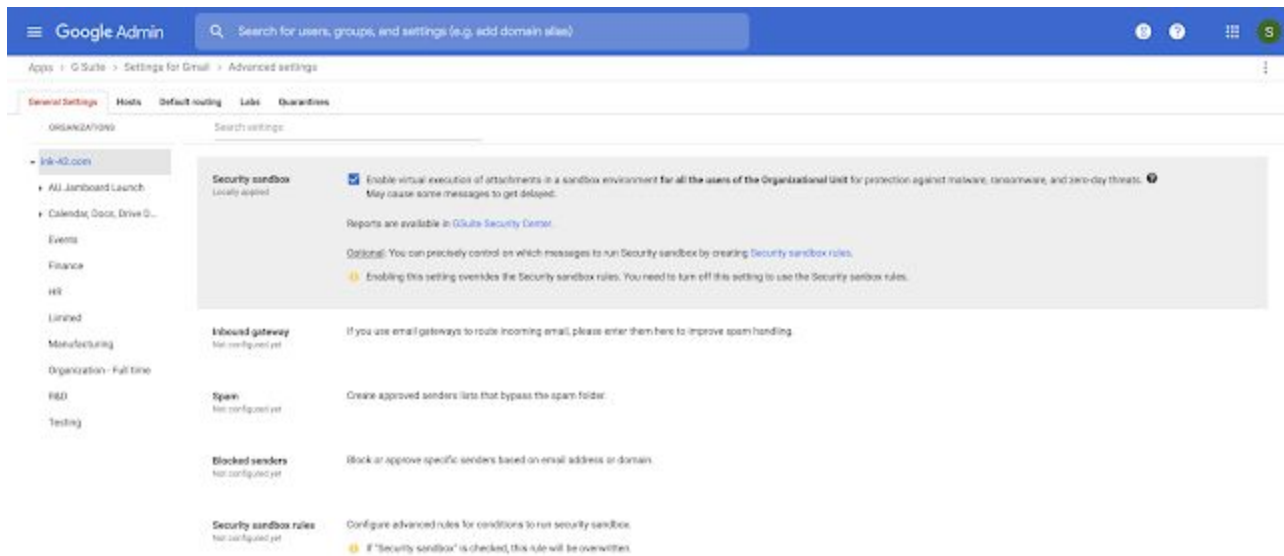 Google Admin
Search for users, groups, and settings (e.g. add domain alias)
S
Apps > G Suite > Settings for Gmail > Advanced settings
General Settings Hosts Default routing Labs Quarantines
ORGANIZATIONS
Search settings
ink-42.com
AU Jamboard Launch
Calendar, Docs, Drive D...
Events
Finance
HR
Limited
Manufacturing
Organization - Full time
R&D
Testing
Security sandbox
Locally applied
Enable virtual execution of attachments in a sandbox environment for all the users of the Organizational Unit for protection against malware, ransomware, and zero-day threats.
May cause some messages to get delayed.
Reports are available in GSuite Security Center.
Optional: You can precisely control on which messages to run Security sandbox by creating Security sandbox rules.
Enabling this setting overrides the Security sandbox rules. You need to turn off this setting to use the Security sanbox rules.
Inbound gateway
Not configured yet
If you use email gateways to route incoming email, please enter them here to improve spam handling.
Spam
Not configured yet
Create approved senders lists that bypass the spam folder.
Blocked senders
Not configured yet
Block or approve specific senders based on email address or domain.
Security sandbox rules
Not configured yet
Configure advanced rules for conditions to run security sandbox.
If "Security sandbox" is checked, this rule will be overwritten.